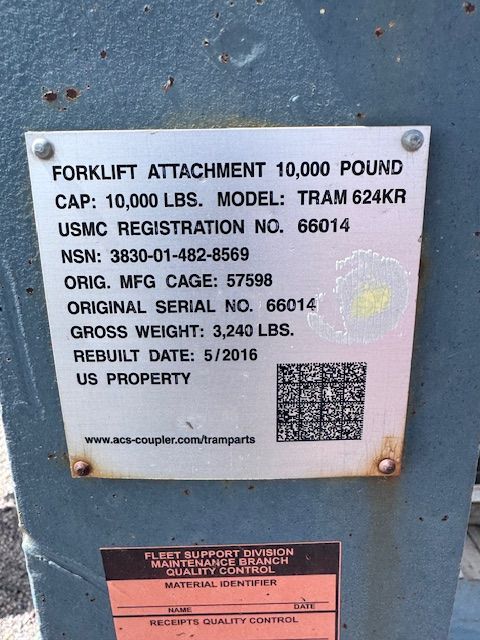 FORKLIFT ATTACHMENT 10,000 POUND
CAP: 10,000 LBS. MODEL: TRAM 624KR
USMC REGISTRATION NO. 66014
NSN: 3830-01-482-8569
ORIG. MFG CAGE: 57598
ORIGINAL SERIAL NO. 66014
GROSS WEIGHT: 3,240 LBS.
REBUILT DATE: 5/2016
US PROPERTY
www.acs-coupler.com/tramparts
FLEET SUPPORT DIVISION
MAINTENANCE BRANCH
QUALITY CONTROL
MATERIAL IDENTIFIER
NAME DATE
RECEIPTS QUALITY CONTROL